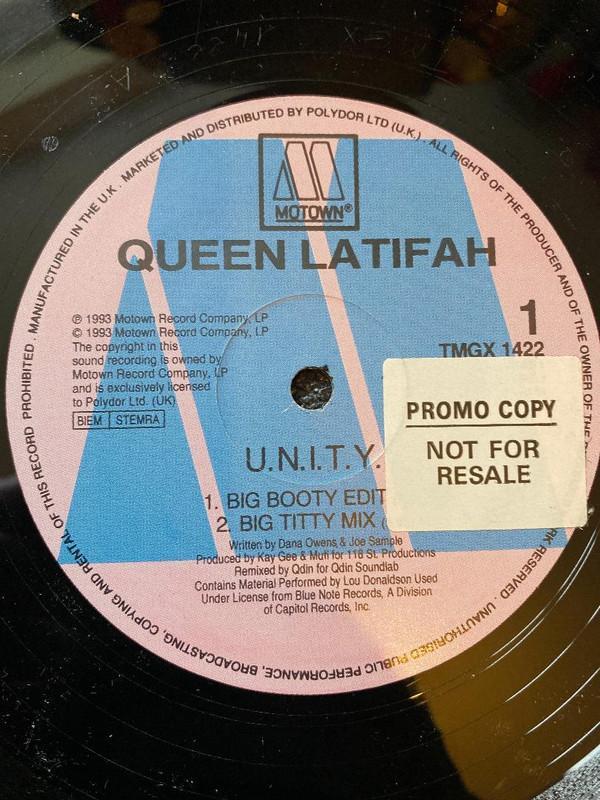 MANUFACTURED IN THE U.K. MARKETED AND DISTRIBUTED BY POLYDOR LTD (U.K.). ALL RIGHTS OF THE PRODUCER AND OF THE OWNER OF THE
RK RESERVED. UNAUTHORISED PUBLIC PERFORMANCE, BROADCASTING, COPYING AND RENTAL OF THIS RECORD PROHIBITED.
MOTOWN®
QUEEN LATIFAH
℗ 1993 Motown Record Company, LP
© 1993 Motown Record Company, LP
The copyright in this
sound recording is owned by
Motown Record Company, LP
and is exclusively licensed
to Polydor Ltd. (UK)
BIEM STEMRA
1
TMGX 1422
PROMO COPY
NOT FOR
RESALE
U.N.I.T.Y.
1. BIG BOOTY EDIT
2. BIG TITTY MIX (
Written by Dana Owens & Joe Sample
Produced by Kay Gee & Mufi for 118 St. Productions
Remixed by Qdin for Qdin Soundlab
Contains Material Performed by Lou Donaldson Used
Under License from Blue Note Records, A Division
of Capitol Records, Inc.